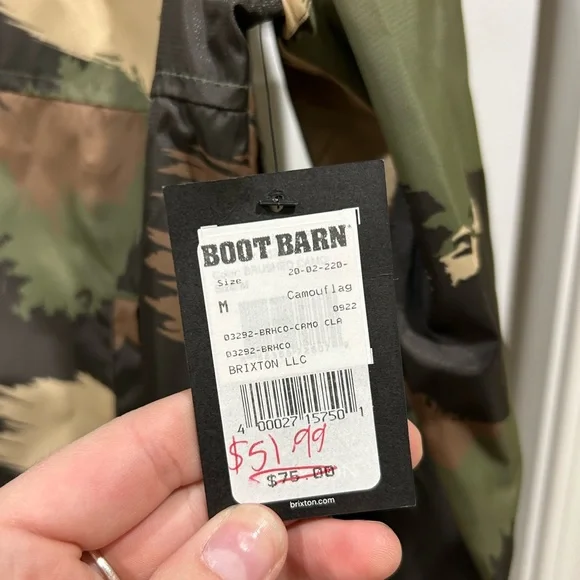 BOOT BARN
Size 20-02-220-
M Camouflag
0922
03292-BRHCO-CAMO CLA
03292-BRHCO
BRIXTON LLC
4 00027 15750 1
$51.99
$75.00
brixton.com